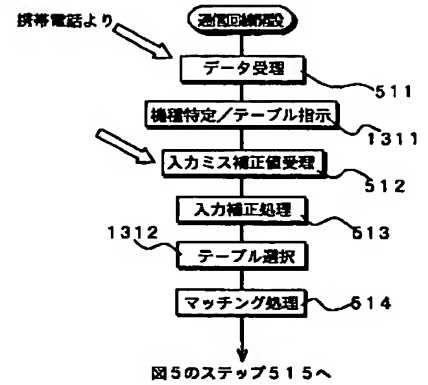 通信回線開設
携帯電話より
データ受理
511
機種特定／テーブル指示
1311
入力ミス補正値受理
512
入力補正処理
513
1312
テーブル選択
マッチング処理
514
図5のステップ515へ